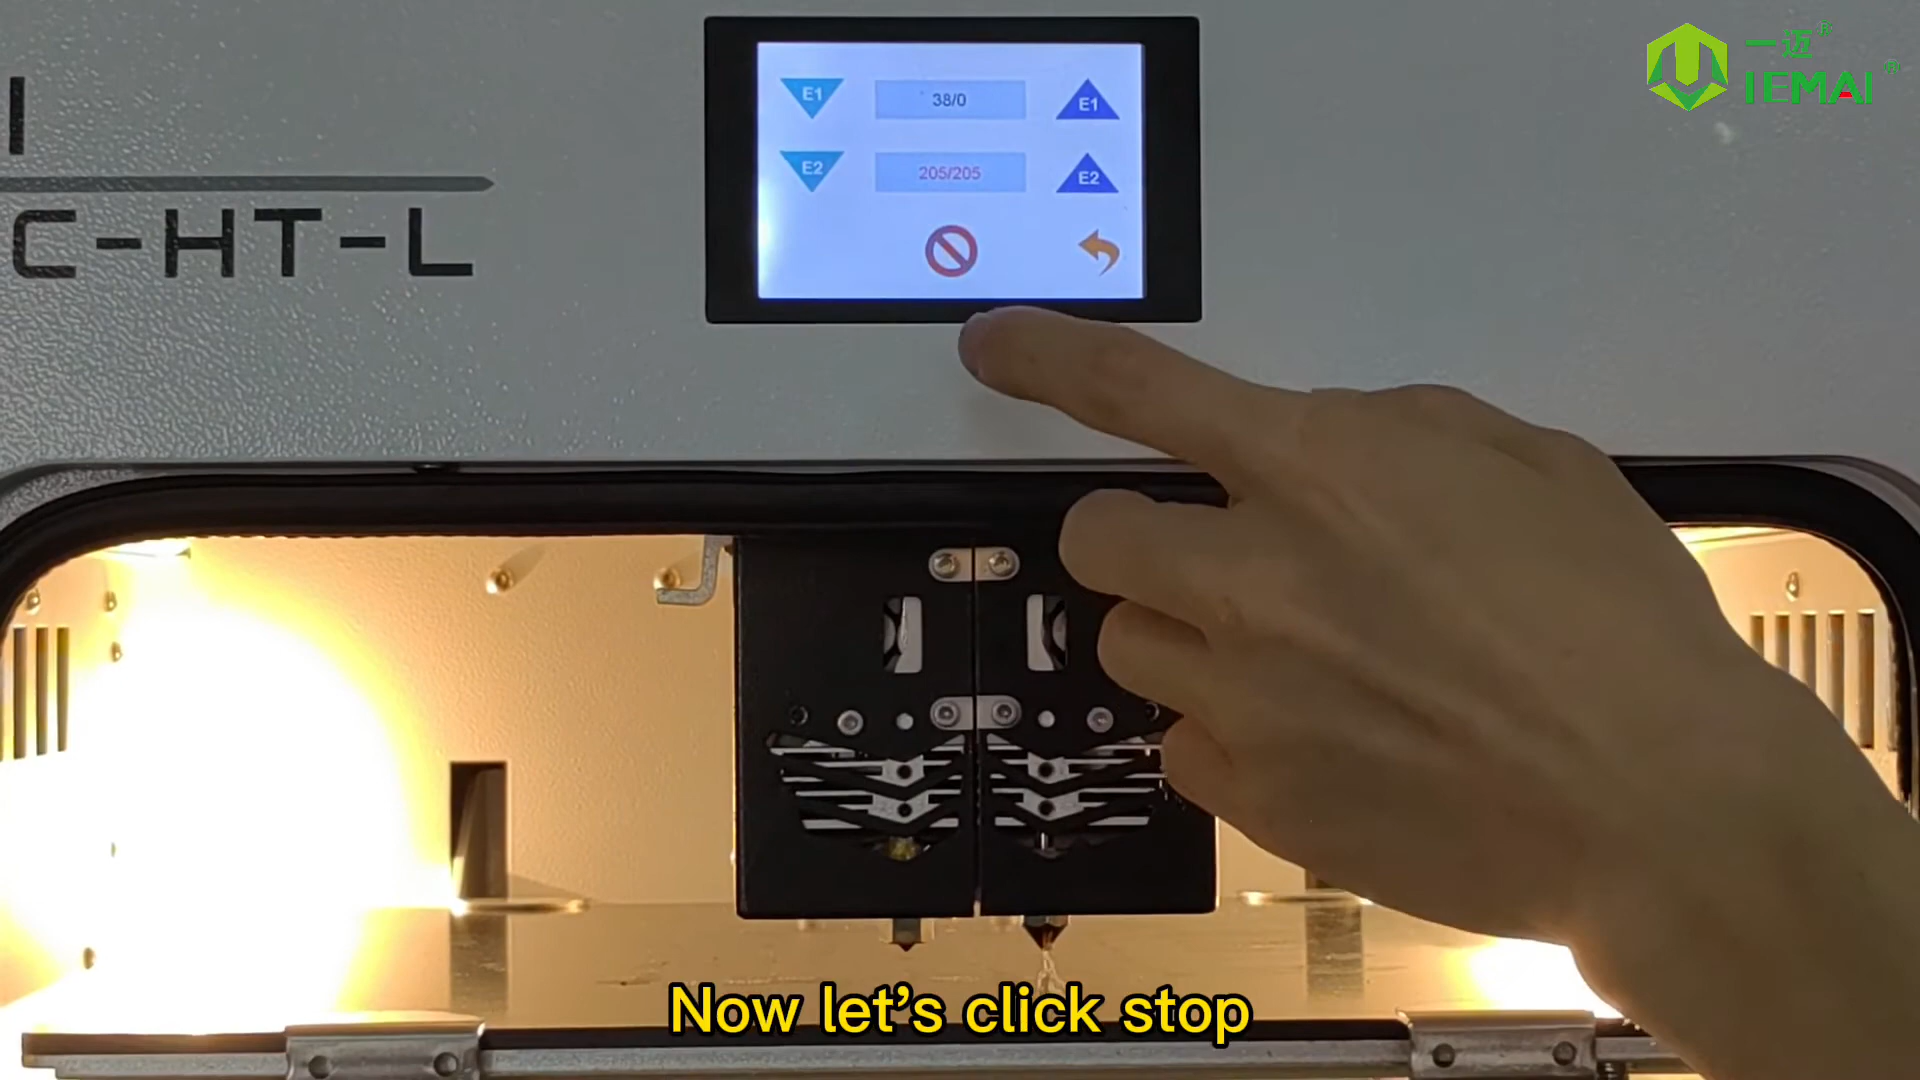 一迈®
IEMAI®
I
C-HT-L
E1 38/0 E1
E2 205/205 E2
Now let's click stop